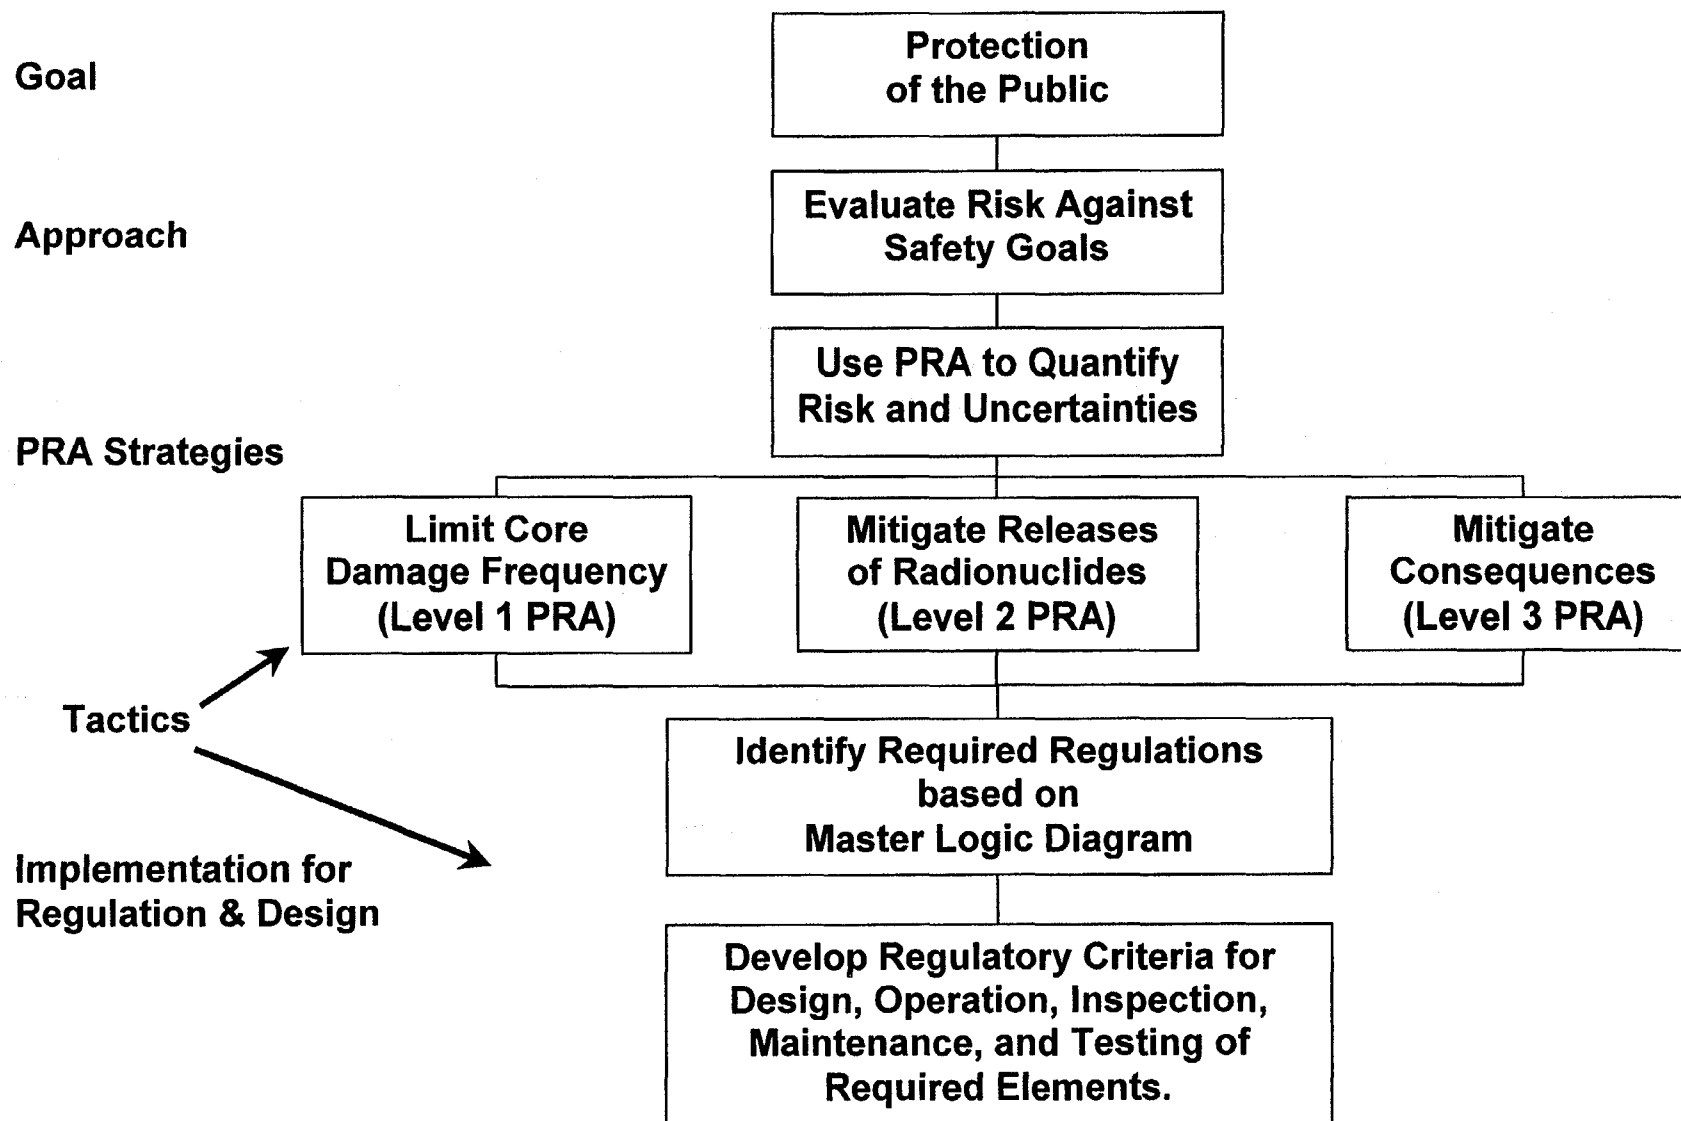 Goal
Protection
of the Public
Approach
Evaluate Risk Against
Safety Goals
Use PRA to Quantify
Risk and Uncertainties
PRA Strategies
Limit Core
Damage Frequency
(Level 1 PRA)
Mitigate Releases
of Radionuclides
(Level 2 PRA)
Mitigate
Consequences
(Level 3 PRA)
Tactics
Identify Required Regulations
based on
Master Logic Diagram
Implementation for
Regulation & Design
Develop Regulatory Criteria for
Design, Operation, Inspection,
Maintenance, and Testing of
Required Elements.